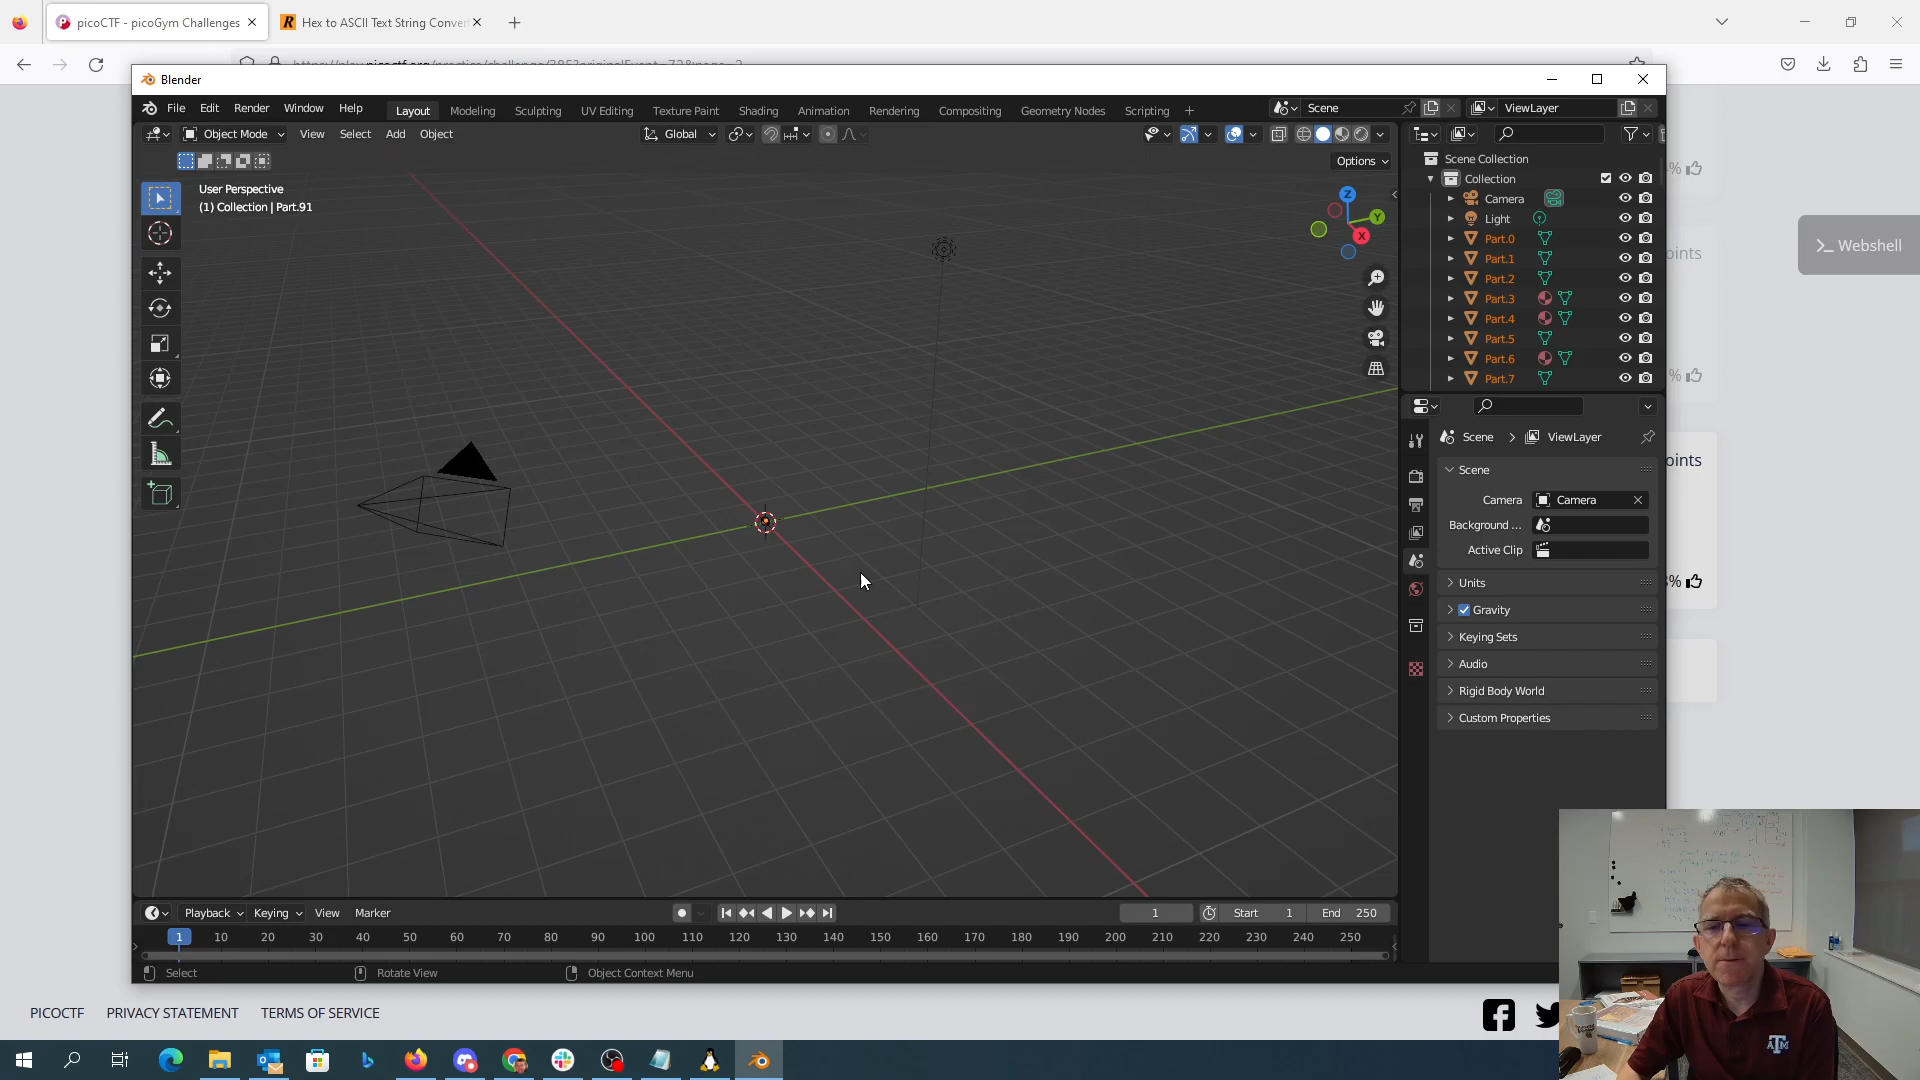 picoCTF - picoGym Challenges
Hex to ASCII Text String Conver
Blender
File Edit Render Window Help
Layout Modeling Sculpting UV Editing Texture Paint Shading Animation Rendering Compositing Geometry Nodes Scripting
Scene
ViewLayer
Object Mode View Select Add Object
Global
Options
User Perspective
(1) Collection | Part.91
Z
Y
X
Scene Collection
Collection
Camera
Light
Part.0
Part.1
Part.2
Part.3
Part.4
Part.5
Part.6
Part.7
Scene ViewLayer
Scene
Camera Camera
Background ...
Active Clip
Units
Gravity
Keying Sets
Audio
Rigid Body World
Custom Properties
>_ Webshell
oints
%
oints
%
Playback Keying View Marker
1 Start 1 End 250
1 10 20 30 40 50 60 70 80 90 100 110 120 130 140 150 160 170 180 190 200 210 220 230 240 250
Select Rotate View Object Context Menu
PICOCTF PRIVACY STATEMENT TERMS OF SERVICE
ATM